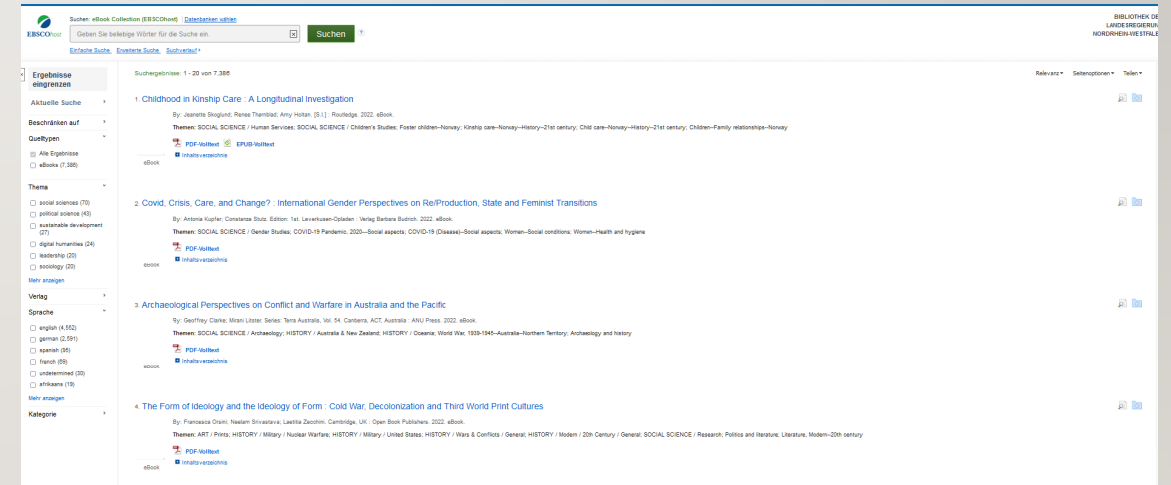 Suchen: eBook Collection (EBSCOhost) | Datenbanken wählen
BIBLIOTHEK DE
LANDESREGIERUN
NORDRHEIN-WESTFALE
EBSCOhost
Geben Sie beliebige Wörter für die Suche ein.
Suchen
?
Einfache Suche Erweiterte Suche Suchverlauf
Ergebnisse eingrenzen
Aktuelle Suche
Beschränken auf
Quelltypen
Alle Ergebnisse
eBooks (7,386)
Thema
social sciences (70)
political science (43)
sustainable development
(27)
digital humanities (24)
leadership (20)
sociology (20)
Mehr anzeigen
Verlag
Sprache
english (4,552)
german (2,591)
spanish (95)
french (69)
undetermined (30)
afrikaans (19)
Mehr anzeigen
Kategorie
Suchergebnisse: 1 - 20 von 7.386
Relevanz Seitenoptionen Teilen
1. Childhood in Kinship Care : A Longitudinal Investigation
By: Jeanette Skoglund; Renee Thørnblad; Amy Holtan. [S.l.] : Routledge. 2022. eBook.
Themen: SOCIAL SCIENCE / Human Services; SOCIAL SCIENCE / Children's Studies; Foster children--Norway; Kinship care--Norway--History--21st century; Child care--Norway--History--21st century; Children--Family relationships--Norway
PDF-Volltext EPUB-Volltext
Inhaltsverzeichnis
eBook
2. Covid, Crisis, Care, and Change? : International Gender Perspectives on Re/Production, State and Feminist Transitions
By: Antonia Kupfer; Constanze Stutz. Edition: 1st. Leverkusen-Opladen : Verlag Barbara Budrich. 2022. eBook.
Themen: SOCIAL SCIENCE / Gender Studies; COVID-19 Pandemic, 2020---Social aspects; COVID-19 (Disease)--Social aspects; Women--Social conditions; Women--Health and hygiene
PDF-Volltext
Inhaltsverzeichnis
eBook
3. Archaeological Perspectives on Conflict and Warfare in Australia and the Pacific
By: Geoffrey Clarke; Mirani Litster. Series: Terra Australis, Vol. 54. Canberra, ACT, Australia : ANU Press. 2022. eBook.
Themen: SOCIAL SCIENCE / Archaeology; HISTORY / Australia & New Zealand; HISTORY / Oceania; World War, 1939-1945--Australia--Northern Territory; Archaeology and history
PDF-Volltext
Inhaltsverzeichnis
eBook
4. The Form of Ideology and the Ideology of Form : Cold War, Decolonization and Third World Print Cultures
By: Francesca Orsini; Neelam Srivastava; Laetitia Zecchini. Cambridge, UK : Open Book Publishers. 2022. eBook.
Themen: ART / Prints; HISTORY / Military / Nuclear Warfare; HISTORY / Military / United States; HISTORY / Wars & Conflicts / General; HISTORY / Modern / 20th Century / General; SOCIAL SCIENCE / Research; Politics and literature; Literature, Modern--20th century
PDF-Volltext
Inhaltsverzeichnis
eBook